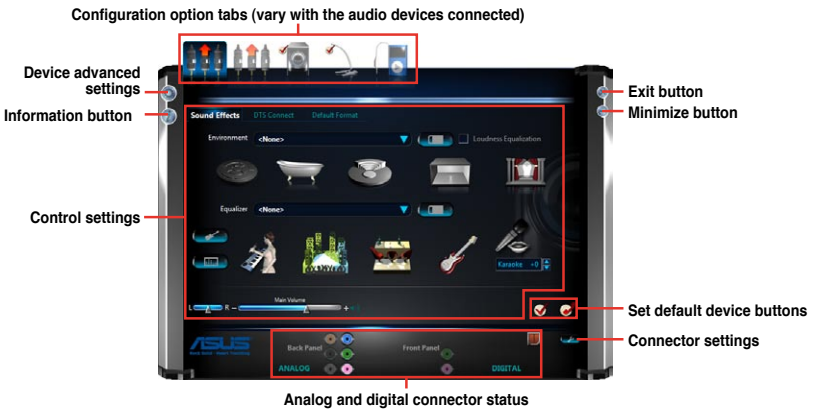 Configuration option tabs (vary with the audio devices connected)
Device advanced
settings
Exit button
Information button
Minimize button
Sound Effects DTS Connect Default Format
Environment <None> Loudness Equalization
Control settings
Equalizer <None>
Karaoke +0
Main Volume
L R - +
Set default device buttons
ASUS
Back Panel Front Panel
Connector settings
ANALOG DIGITAL
Analog and digital connector status